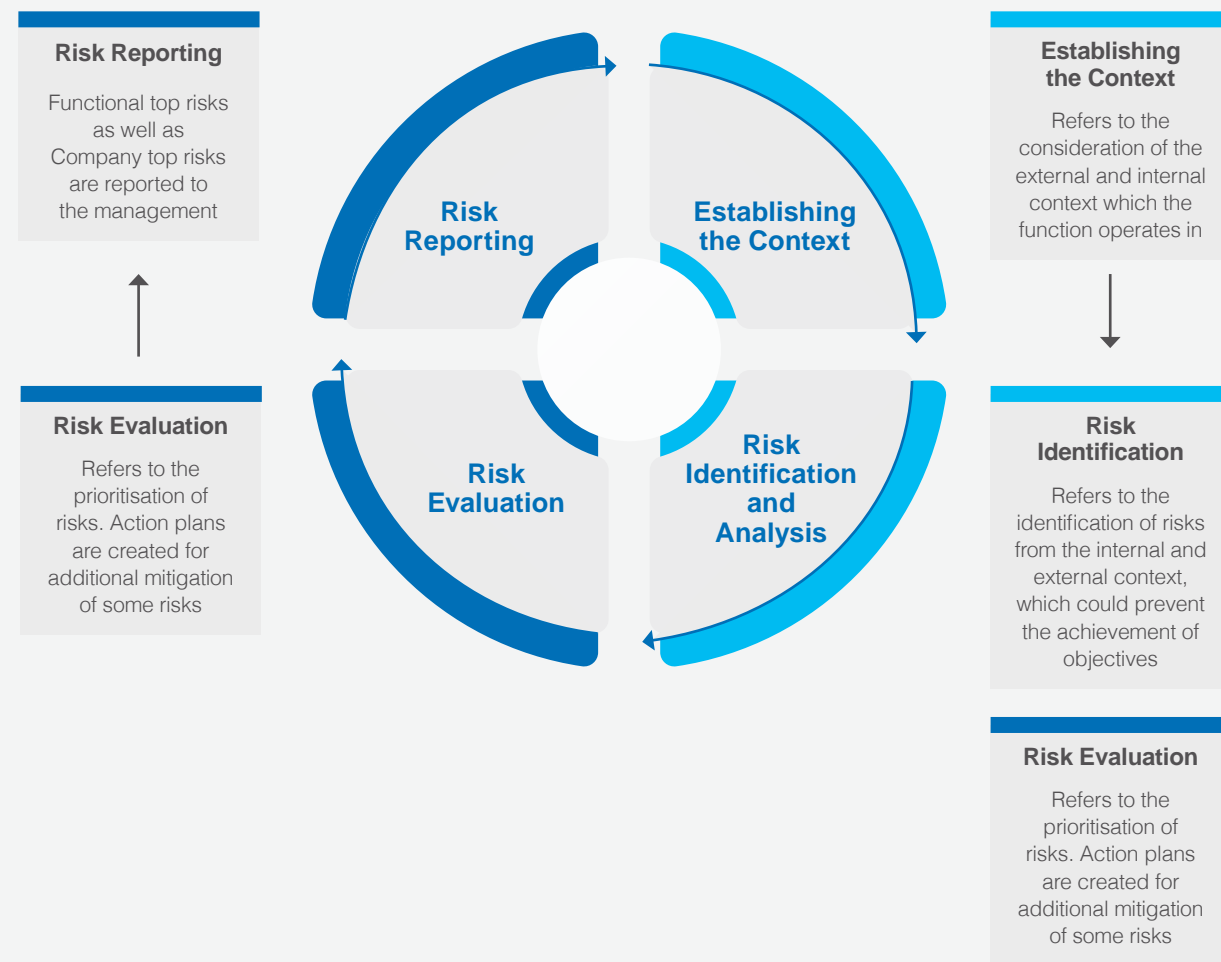 Risk Reporting
Functional top risks
as well as
Company top risks
are reported to
the management
Risk Evaluation
Refers to the
prioritisation of
risks. Action plans
are created for
additional mitigation
of some risks
Risk
Reporting
Establishing
the Context
Risk
Evaluation
Risk
Identification
and
Analysis
Establishing
the Context
Refers to the
consideration of the
external and internal
context which the
function operates in
Risk
Identification
Refers to the
identification of risks
from the internal and
external context,
which could prevent
the achievement of
objectives
Risk Evaluation
Refers to the
prioritisation of
risks. Action plans
are created for
additional mitigation
of some risks